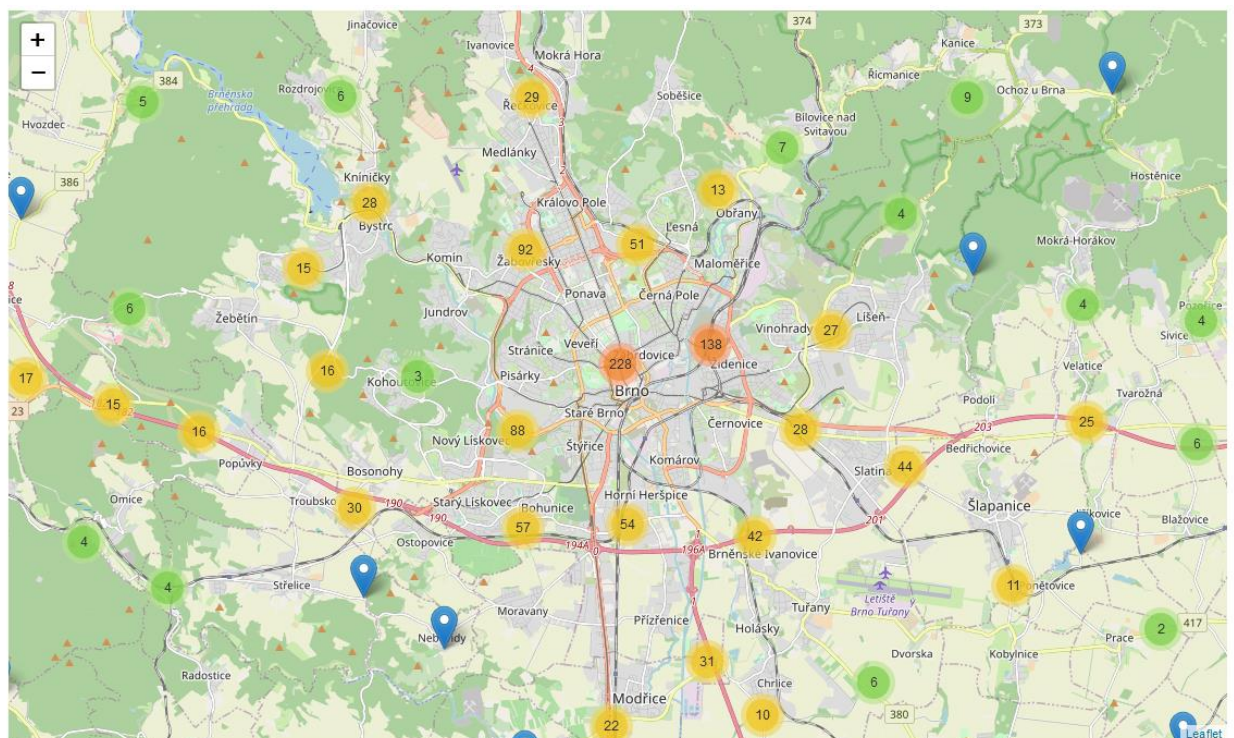 Jinačovice
374
373
Ivanovice
Mokrá Hora
Kanice
+
−
4
384
Řícmanice
Rozdrojovice
Brněnská
přehrada
5
6
29
Řečkovice
Soběšice
9
Ochoz u Brna
Hvozdec
Bílovice nad
Svitavou
Medlánky
7
2
Kníničky
386
Hostěnice
13
28
Královo Pole
Obřany
4
Bystrc
Lesná
92
51
Mokrá-Horákov
Komín
Žabovřesky
Maloměřice
15
Ponava
Černá Pole
6
Jundrov
4
Žebětín
Líšeň
4
Vinohrady
27
Sivice
Veveří
138
Stránice
228
Židenice
16
3
Pisárky
Velatice
17
Kohoutovice
Brno
15
Tvarožná
Podolí
23
Staré Brno
203
16
88
Černovice
28
25
Nový Lískovec
Štýřice
Bedřichovice
6
Popůvky
Komárov
Bosonohy
Slatina
44
Omice
Troubsko
190
Starý Lískovec
Horní Heršpice
Šlapanice
30
190
Bohunice
201
Blažovice
57
54
4
Ostopovice
194A
0
196A
1
42
Brněnské Ivanovice
4
Střelice
11
Ponětovice
Letiště
Brno Tuřany
Moravany
Tuřany
1
Přízřenice
Holásky
2
417
Prace
Dvorska
Kobylnice
31
Radostice
6
Chrlice
Modřice
10
380
22
Leaflet